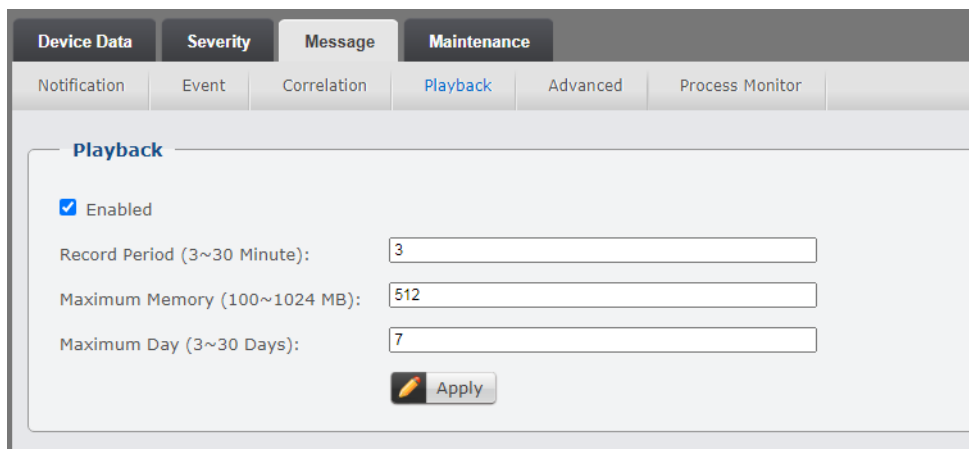 Device Data Severity Message Maintenance
Notification Event Correlation Playback Advanced Process Monitor
Playback
Enabled
Record Period (3~30 Minute): 3
Maximum Memory (100~1024 MB): 512
Maximum Day (3~30 Days): 7
Apply